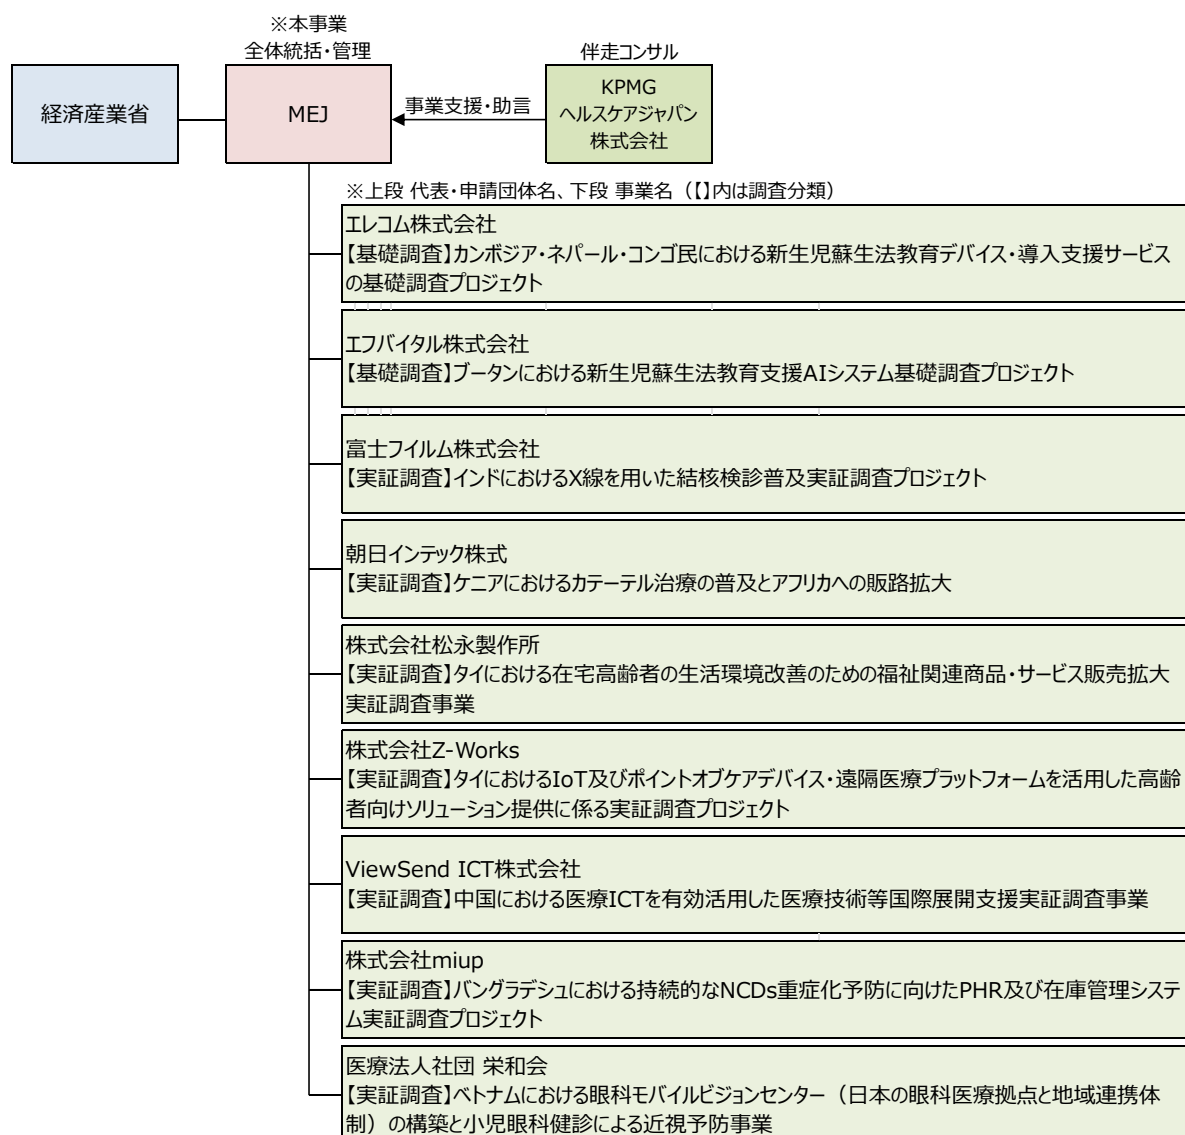 ※本事業
全体統括・管理
伴走コンサル
経済産業省
MEJ
事業支援・助言
KPMG
ヘルスケアジャパン
株式会社
※上段 代表・申請団体名、下段 事業名（【】内は調査分類）
エレコム株式会社
【基礎調査】カンボジア・ネパール・コンゴ民における新生児蘇生法教育デバイス・導入支援サービス
の基礎調査プロジェクト
エフバイタル株式会社
【基礎調査】ブータンにおける新生児蘇生法教育支援AIシステム基礎調査プロジェクト
富士フイルム株式会社
【実証調査】インドにおけるX線を用いた結核検診普及実証調査プロジェクト
朝日インテック株式
【実証調査】ケニアにおけるカテーテル治療の普及とアフリカへの販路拡大
株式会社松永製作所
【実証調査】タイにおける在宅高齢者の生活環境改善のための福祉関連商品・サービス販売拡大
実証調査事業
株式会社Z-Works
【実証調査】タイにおけるIoT及びポイントオブケアデバイス・遠隔医療プラットフォームを活用した高齢
者向けソリューション提供に係る実証調査プロジェクト
ViewSend ICT株式会社
【実証調査】中国における医療ICTを有効活用した医療技術等国際展開支援実証調査事業
株式会社miup
【実証調査】バングラデシュにおける持続的なNCDs重症化予防に向けたPHR及び在庫管理システ
ム実証調査プロジェクト
医療法人社団 栄和会
【実証調査】ベトナムにおける眼科モバイルビジョンセンター（日本の眼科医療拠点と地域連携体
制）の構築と小児眼科健診による近視予防事業